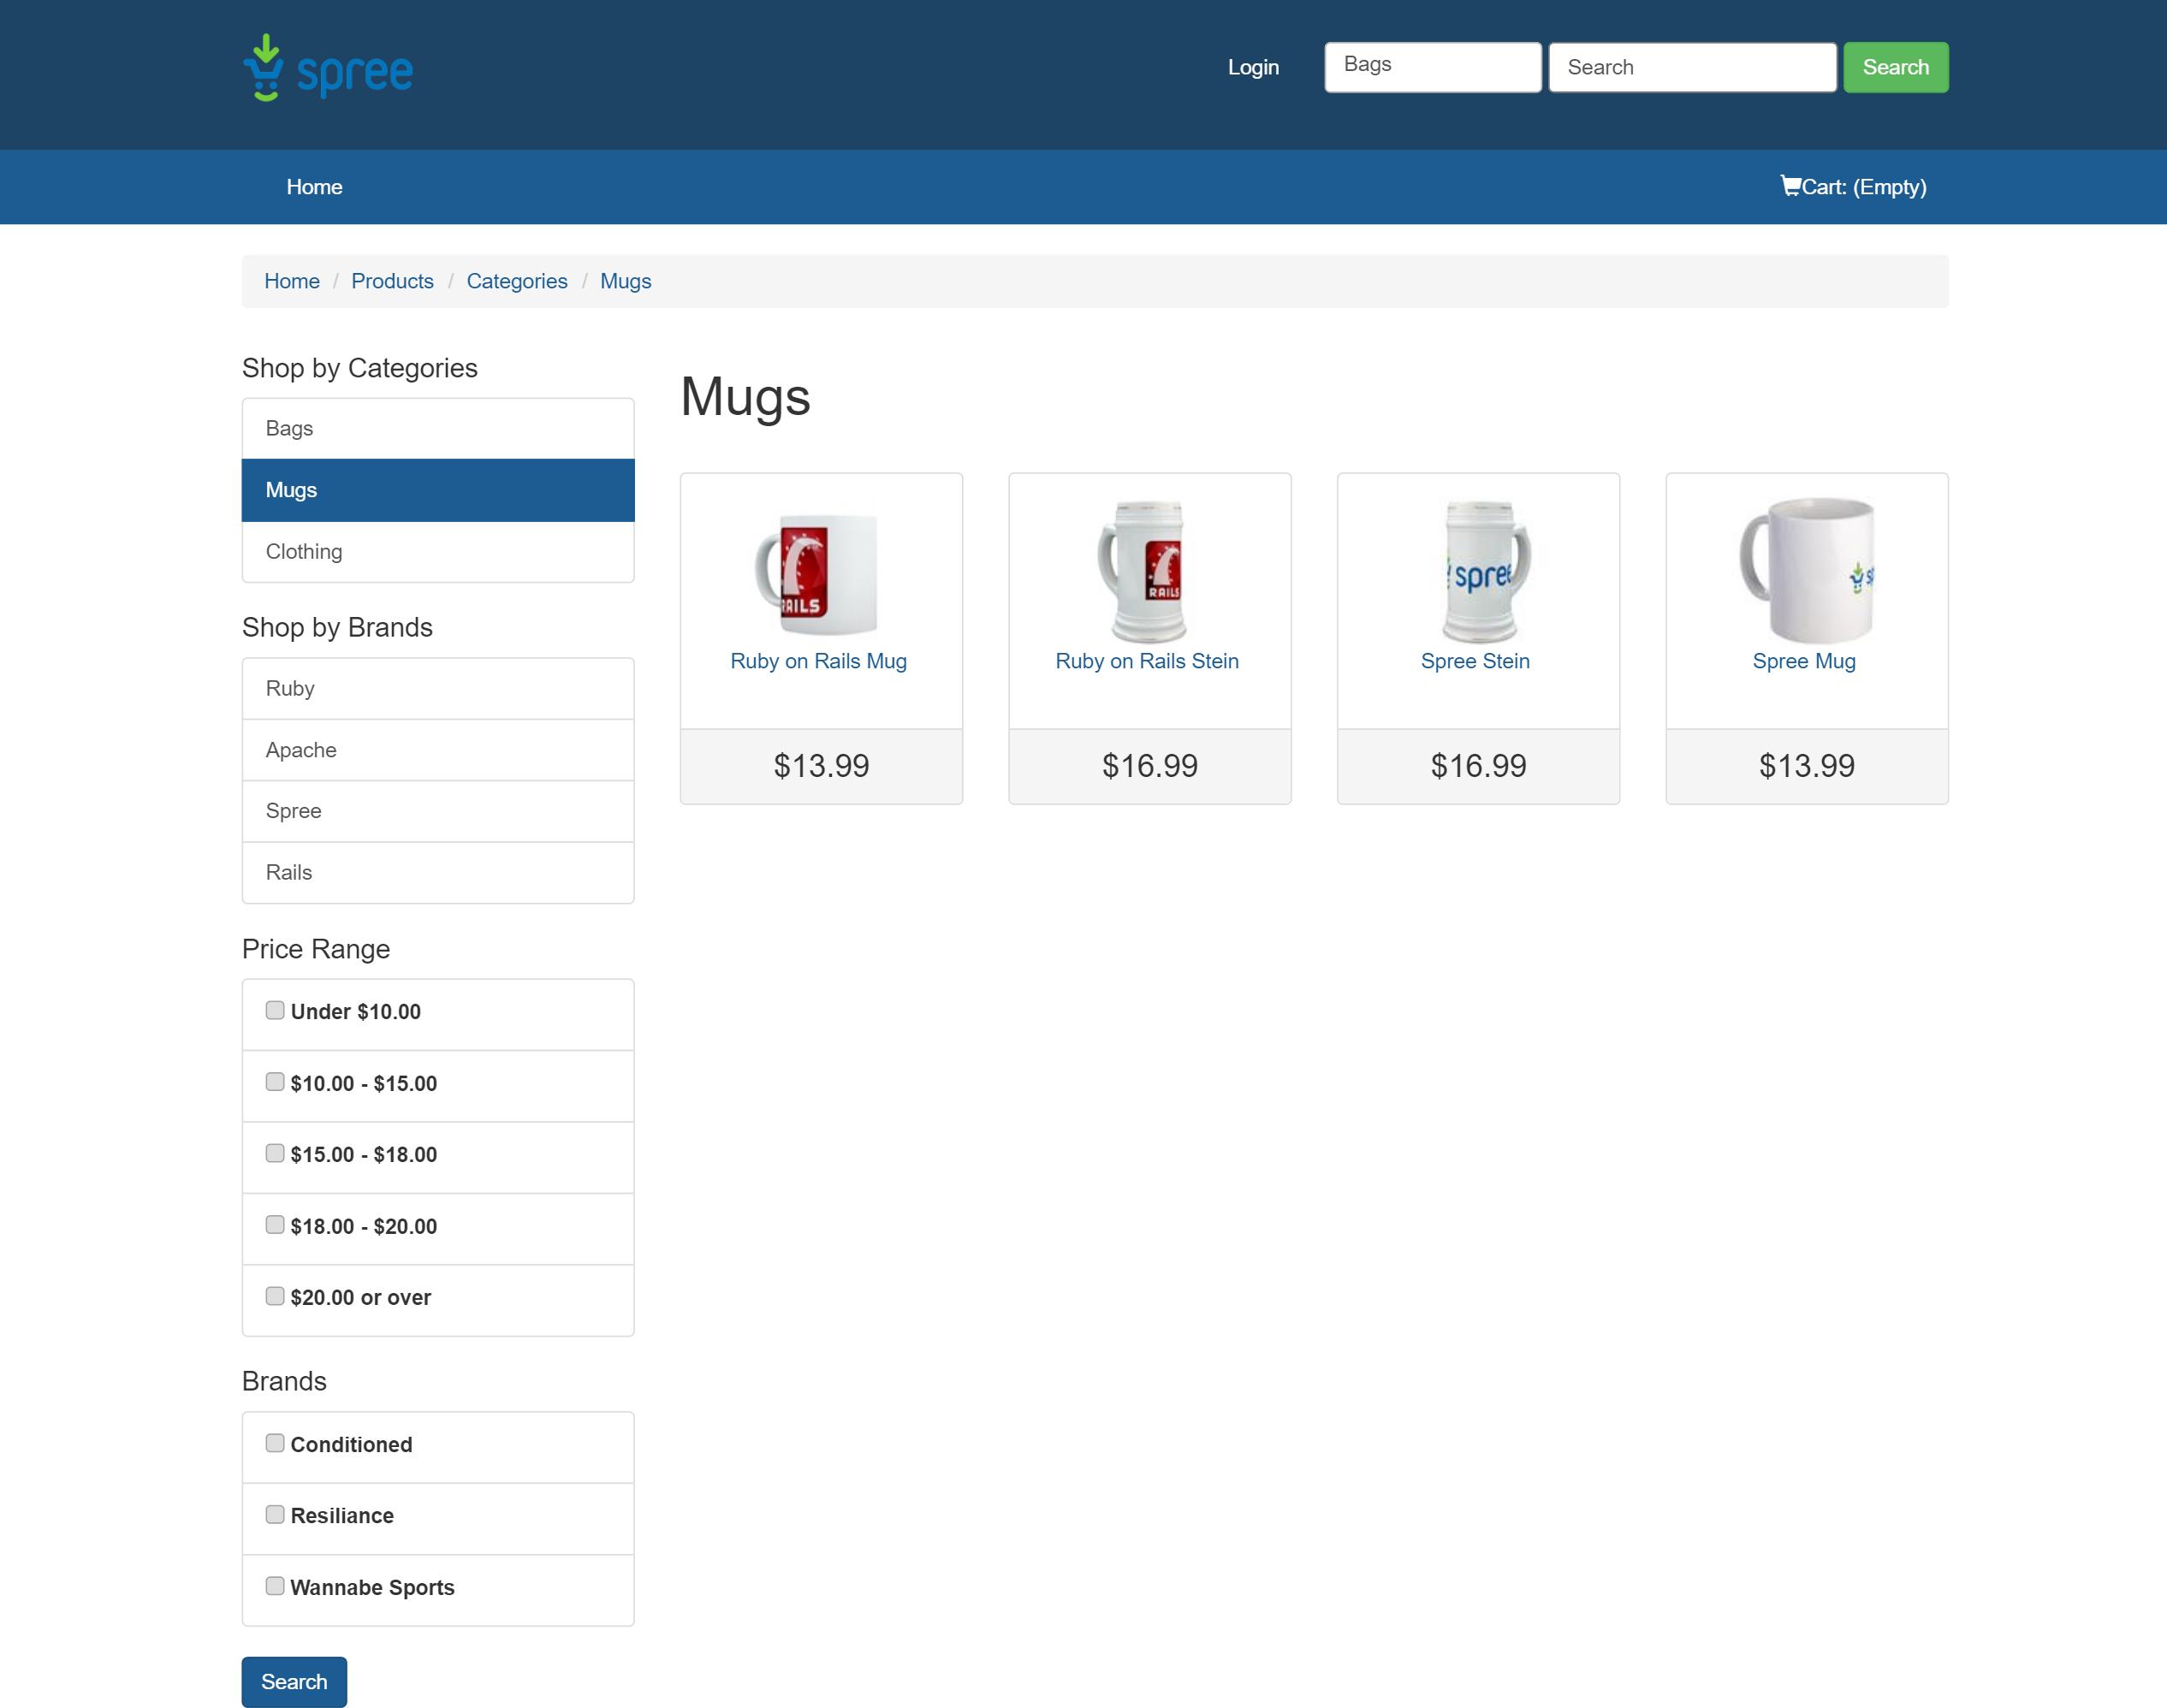 spree
Login
Bags
Search
Search
Home
Cart: (Empty)
Home / Products / Categories / Mugs
Shop by Categories
Bags
Mugs
Clothing
Shop by Brands
Ruby
Apache
Spree
Rails
Price Range
Under $10.00
$10.00 - $15.00
$15.00 - $18.00
$18.00 - $20.00
$20.00 or over
Brands
Conditioned
Resiliance
Wannabe Sports
Search
Mugs
RAILS
Ruby on Rails Mug
$13.99
RAILS
Ruby on Rails Stein
$16.99
spree
Spree Stein
$16.99
sp
Spree Mug
$13.99